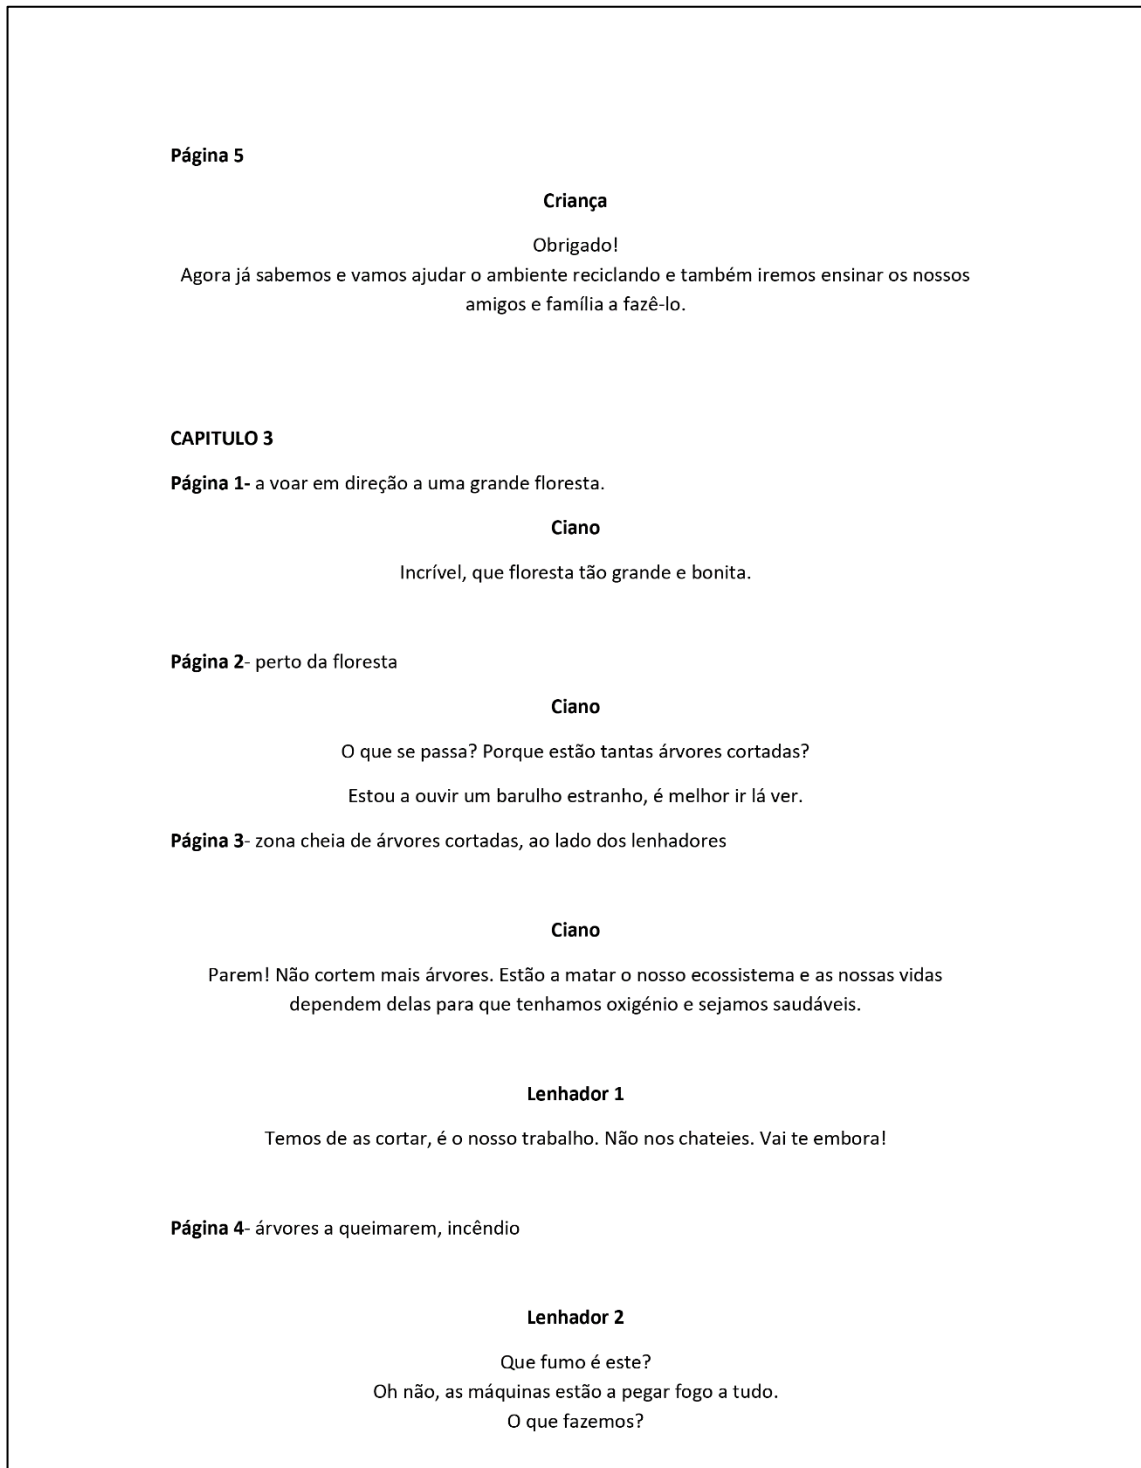 Página 5
Criança
Obrigado!
Agora já sabemos e vamos ajudar o ambiente reciclando e também iremos ensinar os nossos
amigos e família a fazê-lo.
CAPITULO 3
Página 1- a voar em direção a uma grande floresta.
Ciano
Incrível, que floresta tão grande e bonita.
Página 2- perto da floresta
Ciano
O que se passa? Porque estão tantas árvores cortadas?
Estou a ouvir um barulho estranho, é melhor ir lá ver.
Página 3- zona cheia de árvores cortadas, ao lado dos lenhadores
Ciano
Parem! Não cortem mais árvores. Estão a matar o nosso ecossistema e as nossas vidas
dependem delas para que tenhamos oxigénio e sejamos saudáveis.
Lenhador 1
Temos de as cortar, é o nosso trabalho. Não nos chateies. Vai te embora!
Página 4- árvores a queimarem, incêndio
Lenhador 2
Que fumo é este?
Oh não, as máquinas estão a pegar fogo a tudo.
O que fazemos?